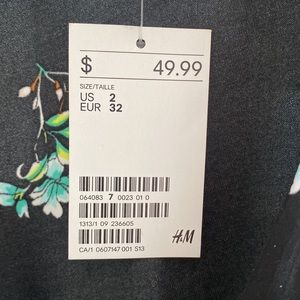 $ 49.99
SIZE/TAILLE
US 2
EUR 32
064083 7 0023 01 0
1313/1 09 236605
H&M
CA/1 0607147 001 S13